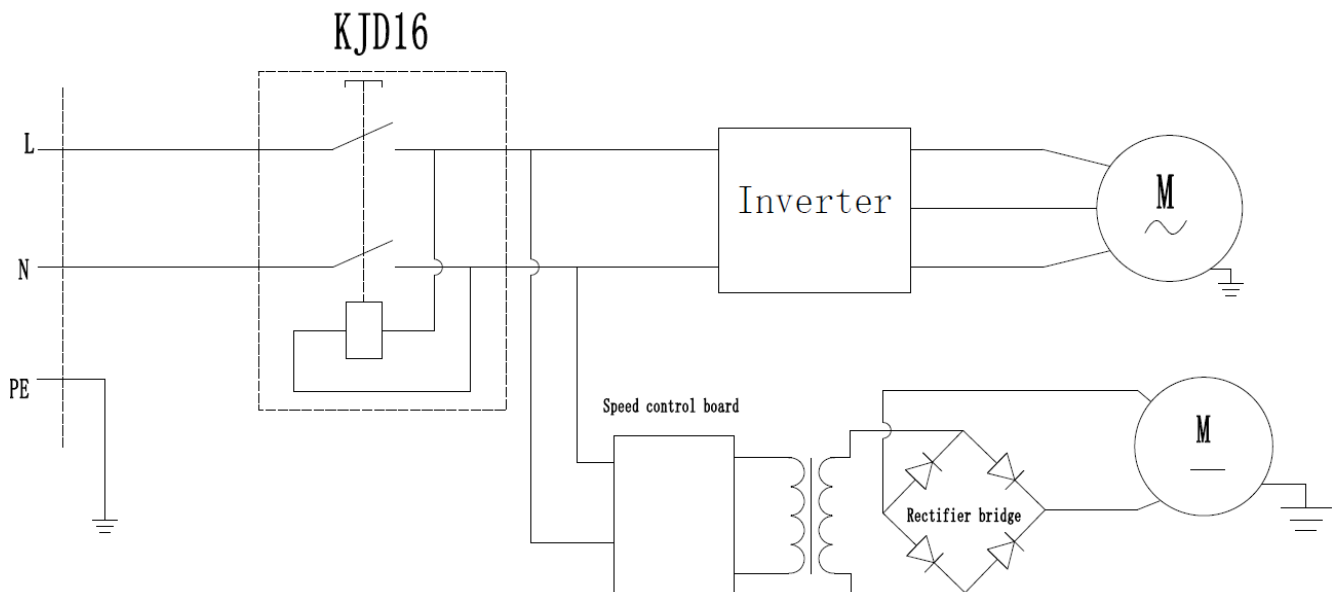 KJD16
L
Inverter
M
N
PE
Speed control board
M
Rectifier bridge